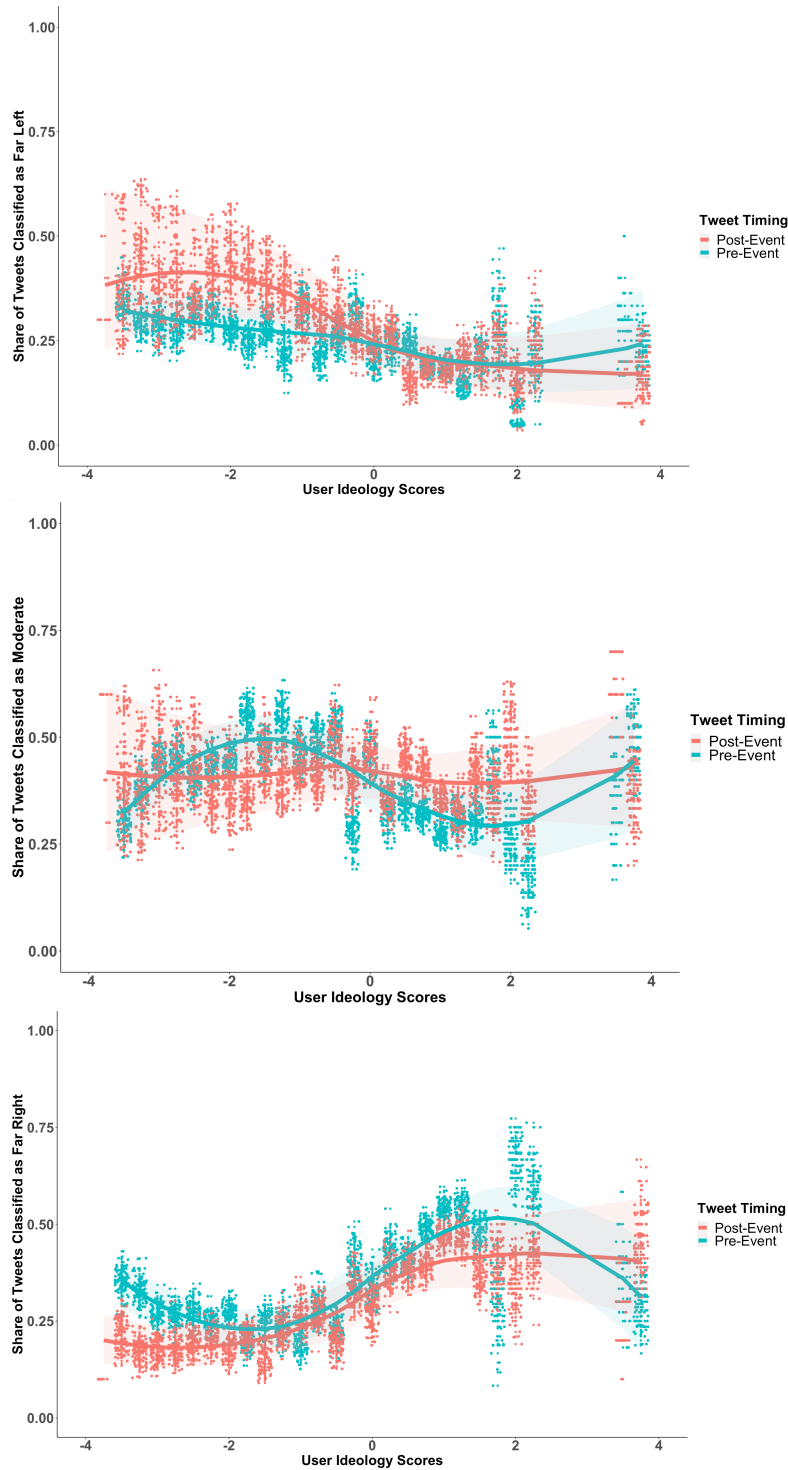 1.00
0.75
0.50
0.25
0.00
Share of Tweets Classified as Far Left
-4 -2 0 2 4
User Ideology Scores
Tweet Timing
Post-Event
Pre-Event
1.00
0.75
0.50
0.25
0.00
Share of Tweets Classified as Moderate
-4 -2 0 2 4
User Ideology Scores
Tweet Timing
Post-Event
Pre-Event
1.00
0.75
0.50
0.25
0.00
Share of Tweets Classified as Far Right
-4 -2 0 2 4
User Ideology Scores
Tweet Timing
Post-Event
Pre-Event